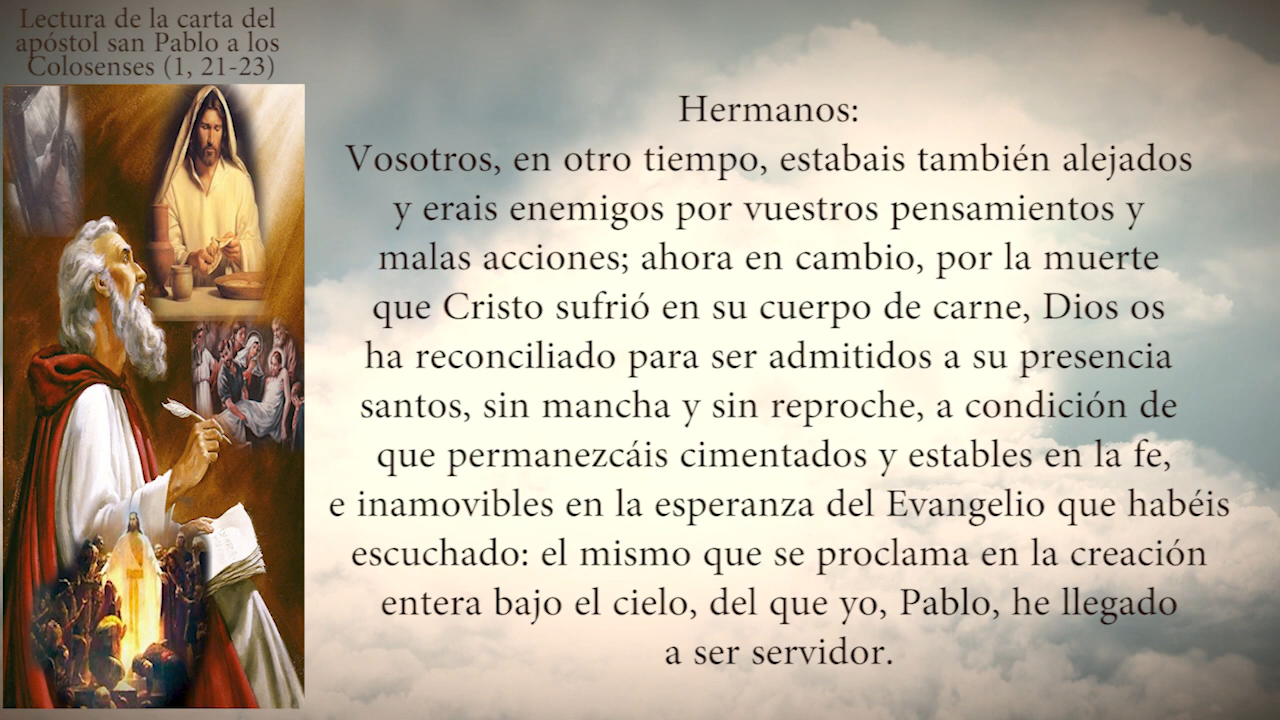 Lectura de la carta del
apóstol san Pablo a los
Colosenses (1, 21-23)
Hermanos:
Vosotros, en otro tiempo, estabais también alejados
y erais enemigos por vuestros pensamientos y
malas acciones; ahora en cambio, por la muerte
que Cristo sufrió en su cuerpo de carne, Dios os
ha reconciliado para ser admitidos a su presencia
santos, sin mancha y sin reproche, a condición de
que permanezcáis cimentados y estables en la fe,
e inamovibles en la esperanza del Evangelio que habéis
escuchado: el mismo que se proclama en la creación
entera bajo el cielo, del que yo, Pablo, he llegado
a ser servidor.